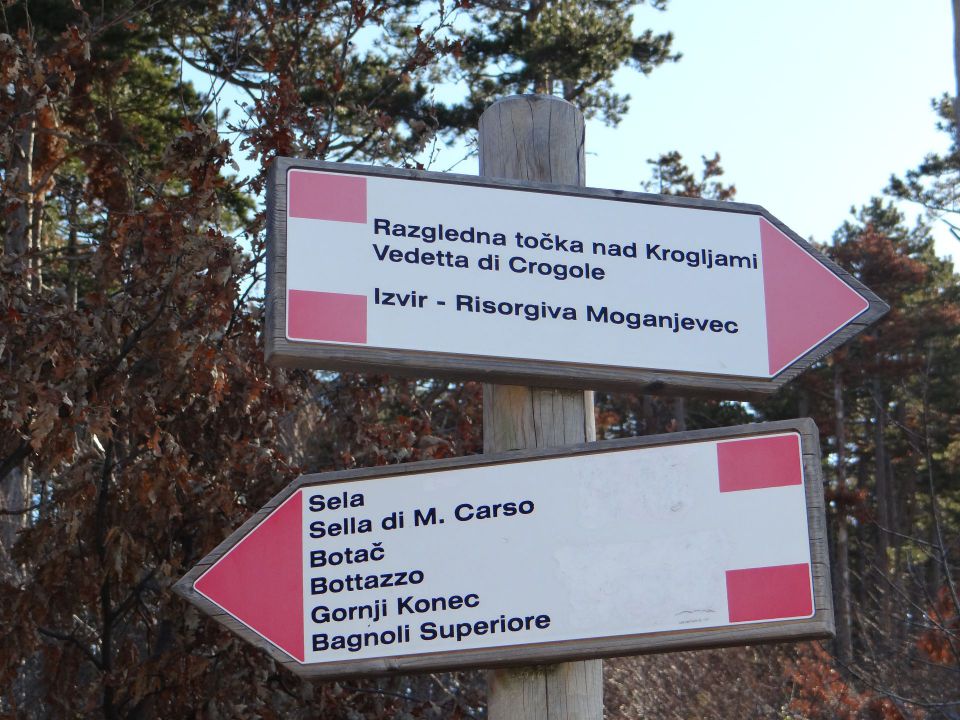 Razgledna točka nad Krogljami
Vedetta di Crogole
Izvir - Risorgiva Moganjevec
Sela
Sella di M. Carso
Botač
Bottazzo
Gornji Konec
Bagnoli Superiore